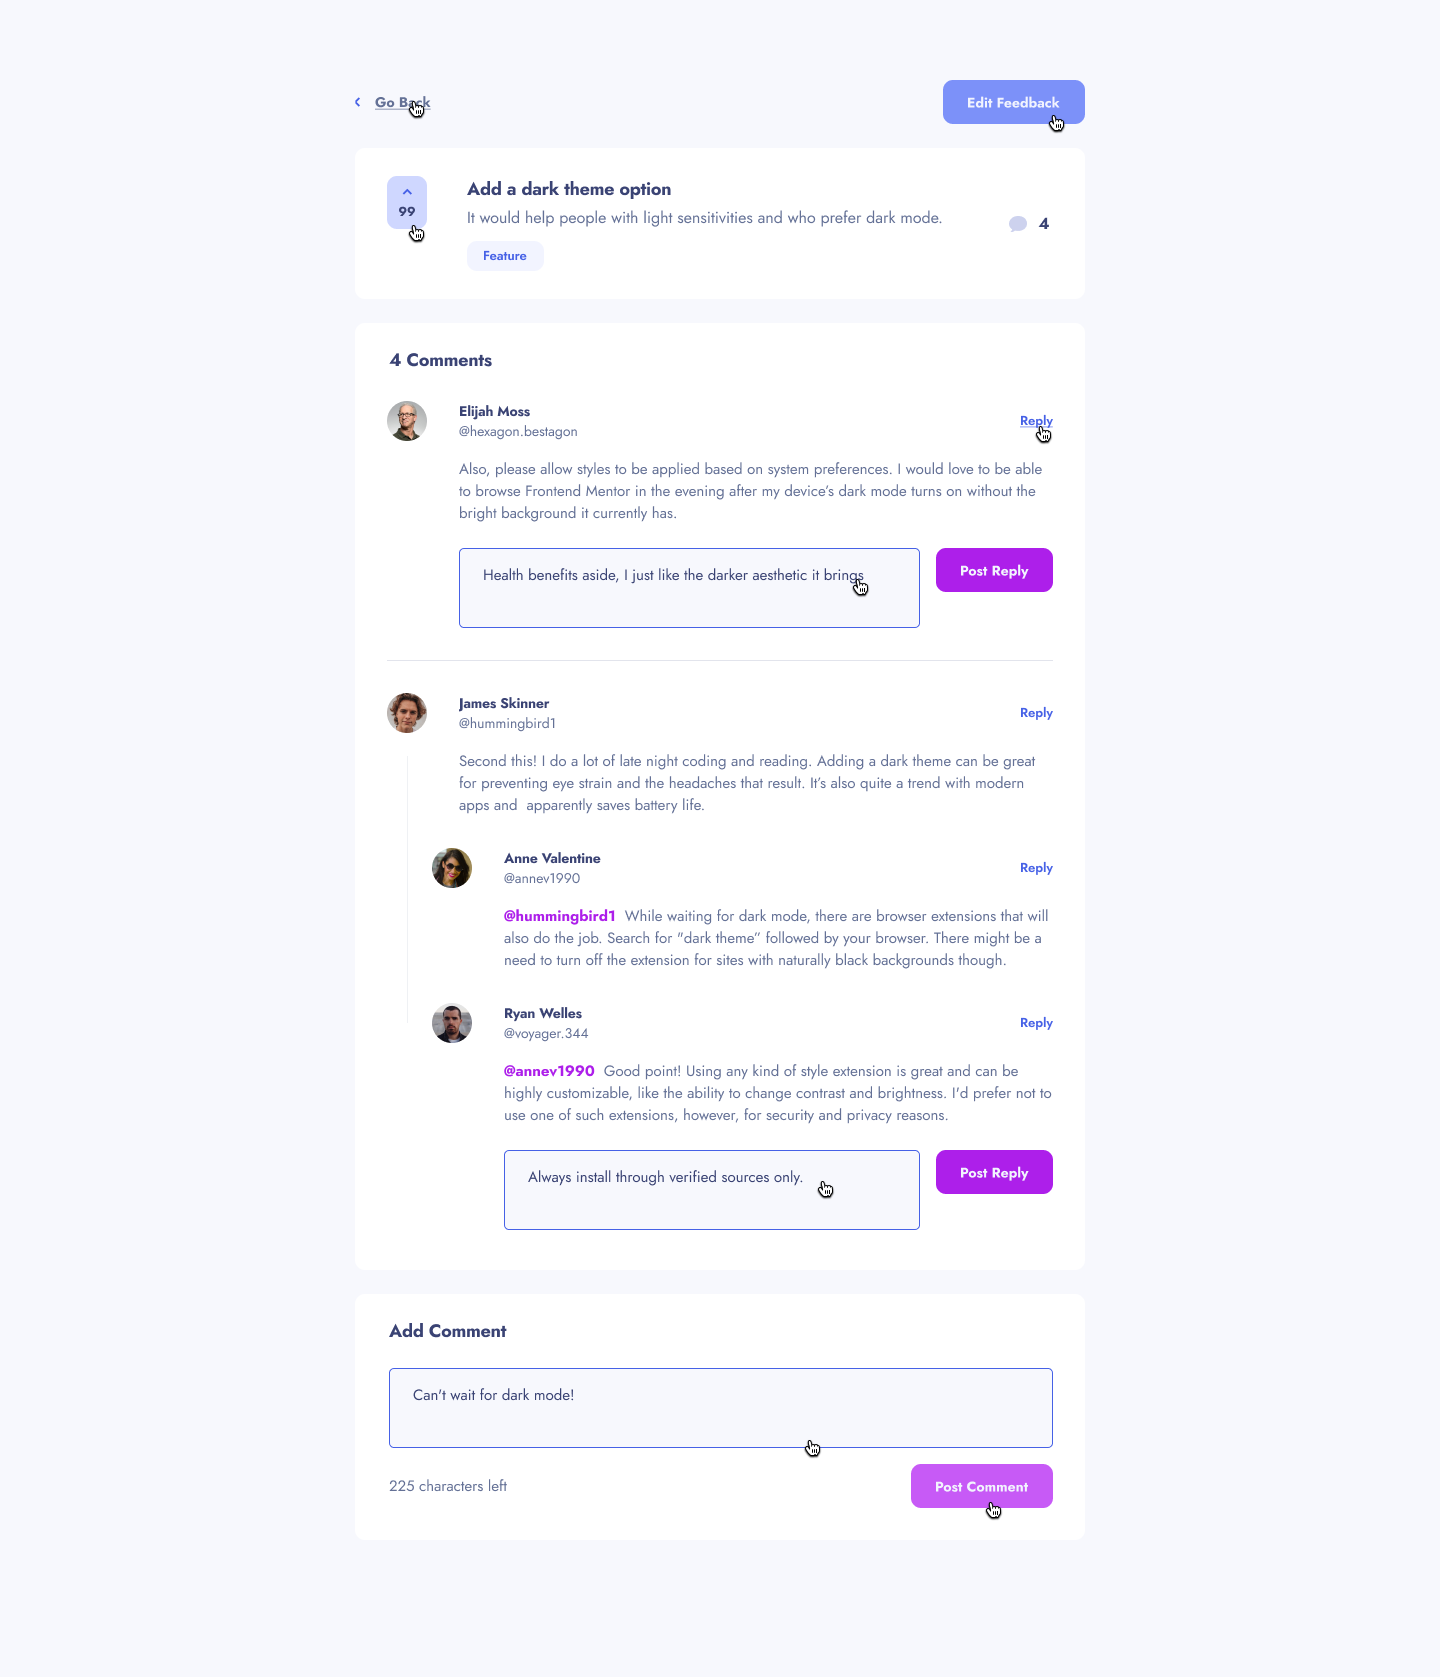 Go Back
Edit Feedback
99
Add a dark theme option
It would help people with light sensitivities and who prefer dark mode.
Feature
4
4 Comments
Elijah Moss
@hexagon.bestagon
Reply
Also, please allow styles to be applied based on system preferences. I would love to be able
to browse Frontend Mentor in the evening after my device’s dark mode turns on without the
bright background it currently has.
Health benefits aside, I just like the darker aesthetic it brings
Post Reply
James Skinner
@hummingbird1
Reply
Second this! I do a lot of late night coding and reading. Adding a dark theme can be great
for preventing eye strain and the headaches that result. It’s also quite a trend with modern
apps and  apparently saves battery life.
Anne Valentine
@annev1990
Reply
@hummingbird1  While waiting for dark mode, there are browser extensions that will
also do the job. Search for "dark theme” followed by your browser. There might be a
need to turn off the extension for sites with naturally black backgrounds though.
Ryan Welles
@voyager.344
Reply
@annev1990  Good point! Using any kind of style extension is great and can be
highly customizable, like the ability to change contrast and brightness. I'd prefer not to
use one of such extensions, however, for security and privacy reasons.
Always install through verified sources only.
Post Reply
Add Comment
Can't wait for dark mode!
225 characters left
Post Comment